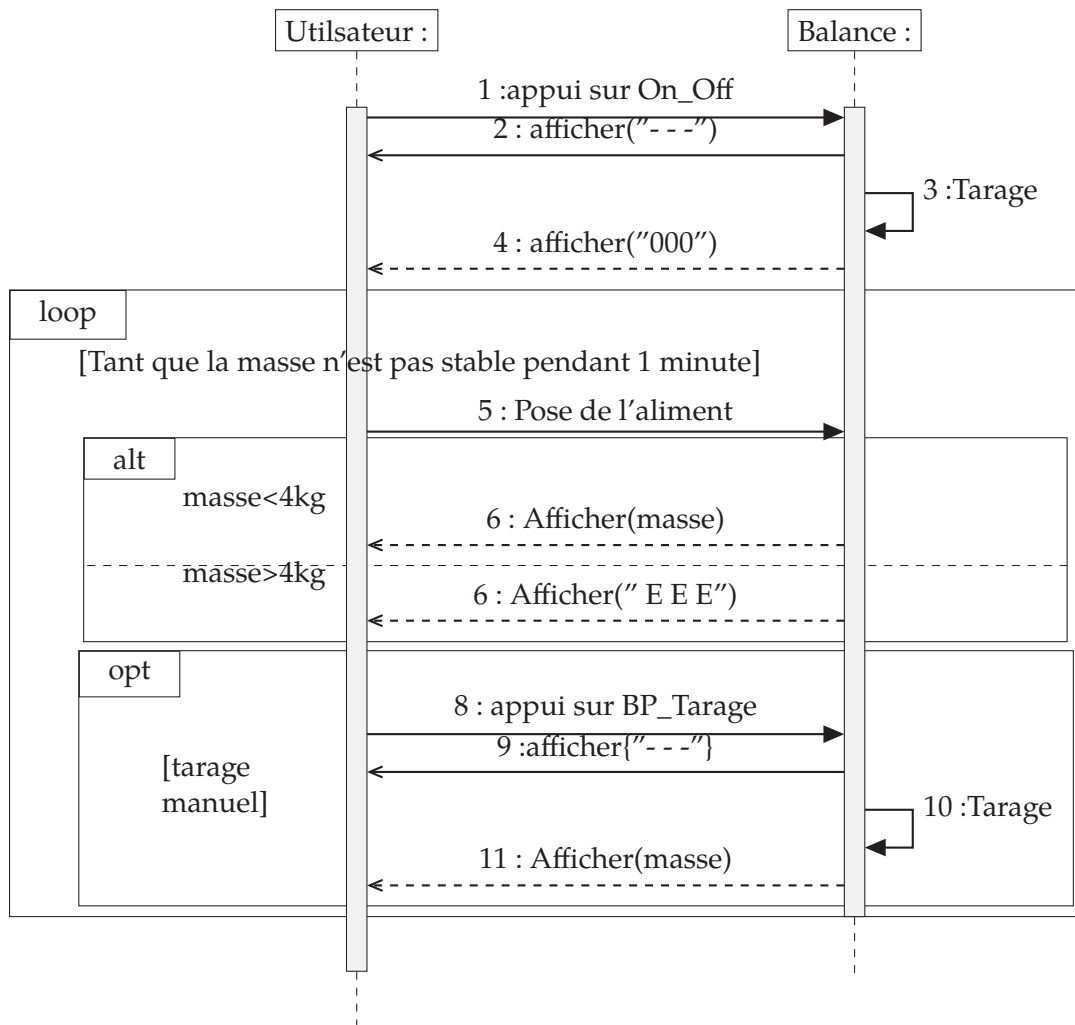 Utilsateur :
Balance :
1 :appui sur On_Off
2 : afficher(”- - -”)
3 :Tarage
4 : afficher(”000”)
loop
[Tant que la masse n’est pas stable pendant 1 minute]
5 : Pose de l’aliment
alt
masse<4kg
6 : Afficher(masse)
masse>4kg
6 : Afficher(” E E E”)
opt
8 : appui sur BP_Tarage
9 :afficher{”- - -”}
[tarage
manuel]
10 :Tarage
11 : Afficher(masse)